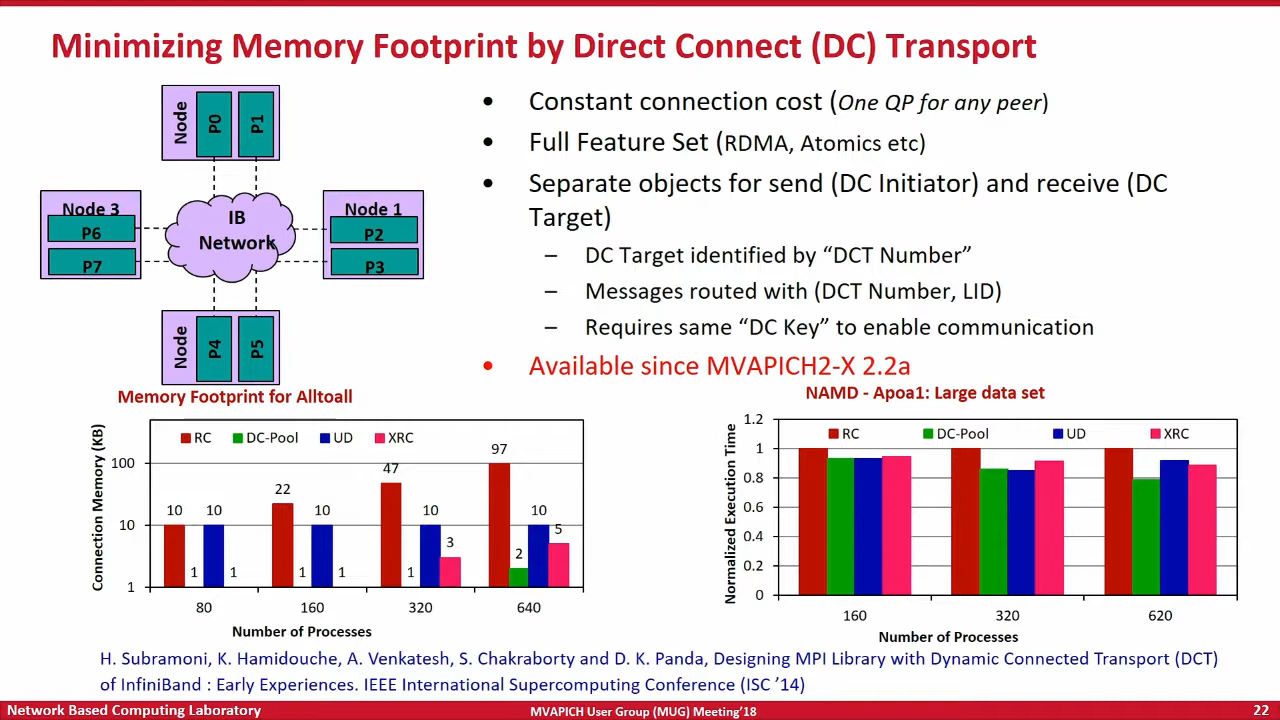 Minimizing Memory Footprint by Direct Connect (DC) Transport
Node
P0
P1
Node 3
P6
P7
IB
Network
Node 1
P2
P3
Node
P4
P5
• Constant connection cost (One QP for any peer)
• Full Feature Set (RDMA, Atomics etc)
• Separate objects for send (DC Initiator) and receive (DC
Target)
– DC Target identified by “DCT Number”
– Messages routed with (DCT Number, LID)
– Requires same “DC Key” to enable communication
• Available since MVAPICH2-X 2.2a
Memory Footprint for Alltoall
Connection Memory (KB)
RC DC-Pool UD XRC
100
10
1
10 1 10 1
22 1 10 1
47 1 10 3
97 2 10 5
80 160 320 640
Number of Processes
NAMD - Apoa1: Large data set
Normalized Execution Time
RC DC-Pool UD XRC
1.2
1
0.8
0.6
0.4
0.2
0
160 320 620
Number of Processes
H. Subramoni, K. Hamidouche, A. Venkatesh, S. Chakraborty and D. K. Panda, Designing MPI Library with Dynamic Connected Transport (DCT)
of InfiniBand : Early Experiences. IEEE International Supercomputing Conference (ISC ’14)
Network Based Computing Laboratory
MVAPICH User Group (MUG) Meeting’18
22